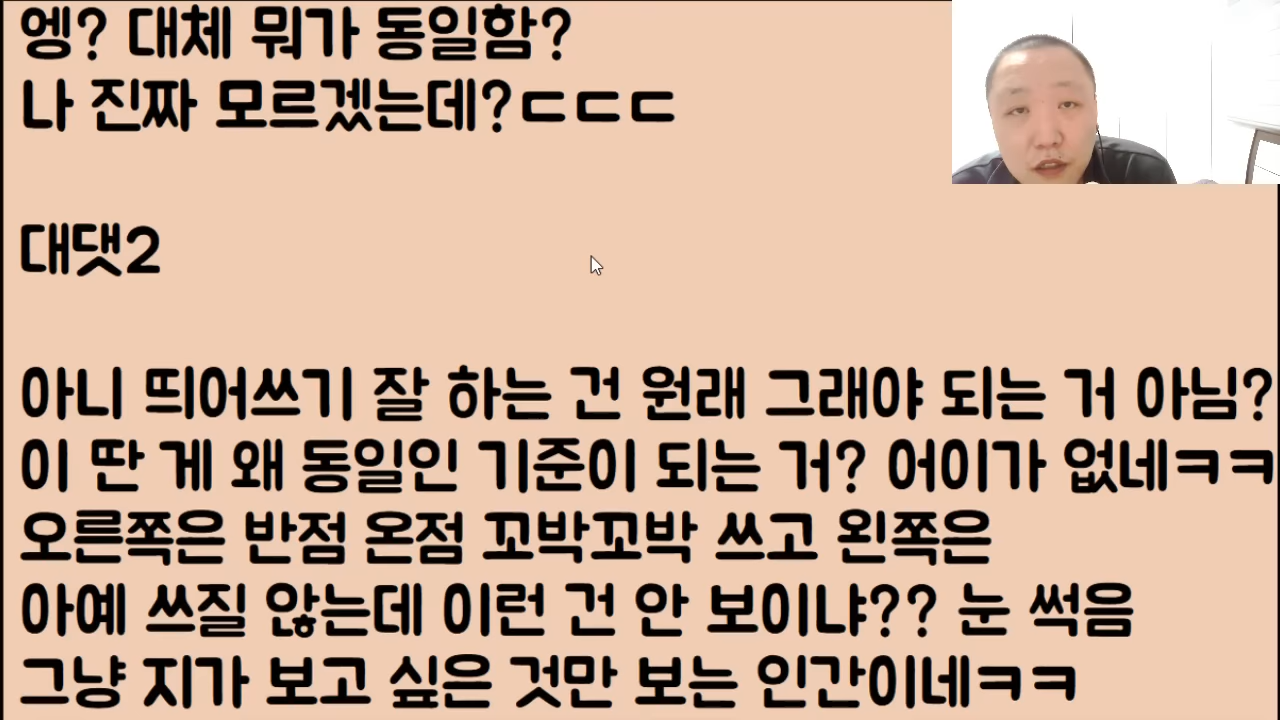 엥? 대체 뭐가 동일함?
나 진짜 모르겠는데?ㄷㄷㄷ
대댓2
아니 띄어쓰기 잘 하는 건 원래 그래야 되는 거 아님?
이 딴 게 왜 동일인 기준이 되는 거? 어이가 없네ㅋㅋ
오른쪽은 반점 온점 꼬박꼬박 쓰고 왼쪽은
아예 쓰질 않는데 이런 건 안 보이냐?? 눈 썩음
그냥 지가 보고 싶은 것만 보는 인간이네ㅋㅋ